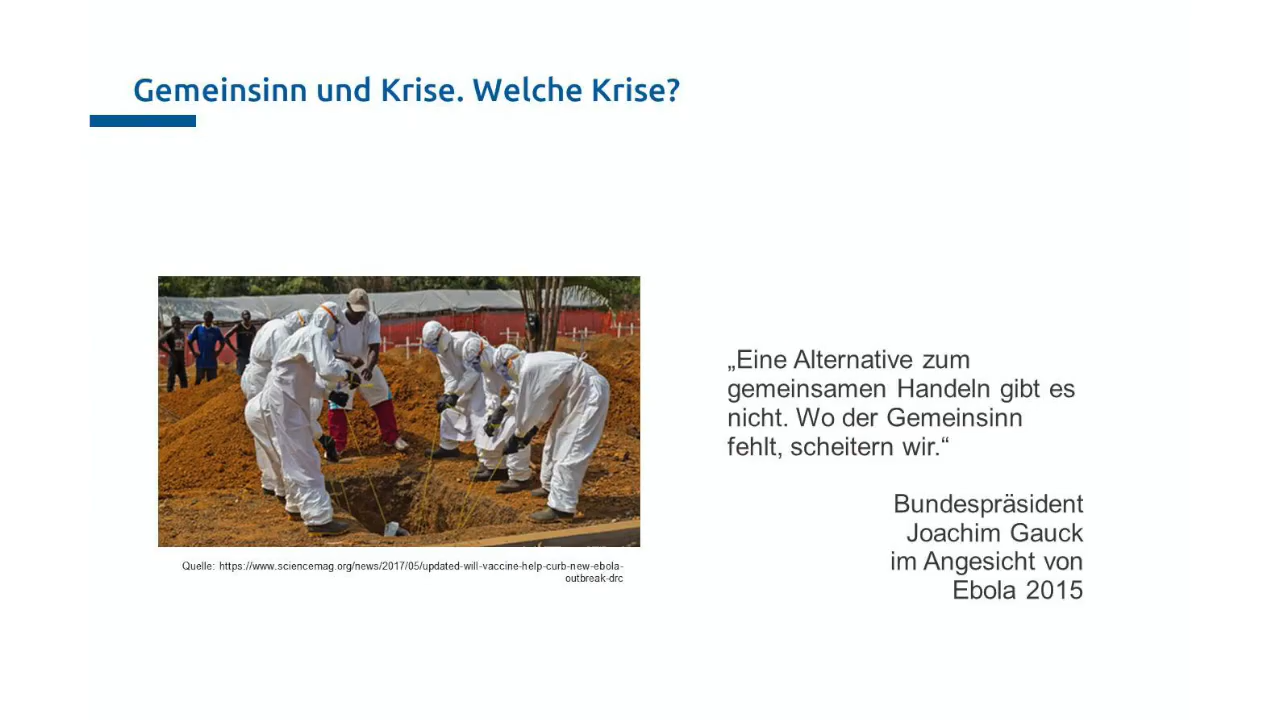 Gemeinsinn und Krise. Welche Krise?
„Eine Alternative zum
gemeinsamen Handeln gibt es
nicht. Wo der Gemeinsinn
fehlt, scheitern wir.“
Bundespräsident
Joachim Gauck
im Angesicht von
Ebola 2015
Quelle: https://www.sciencemag.org/news/2017/05/updated-will-vaccine-help-curb-new-ebola-
outbreak-drc